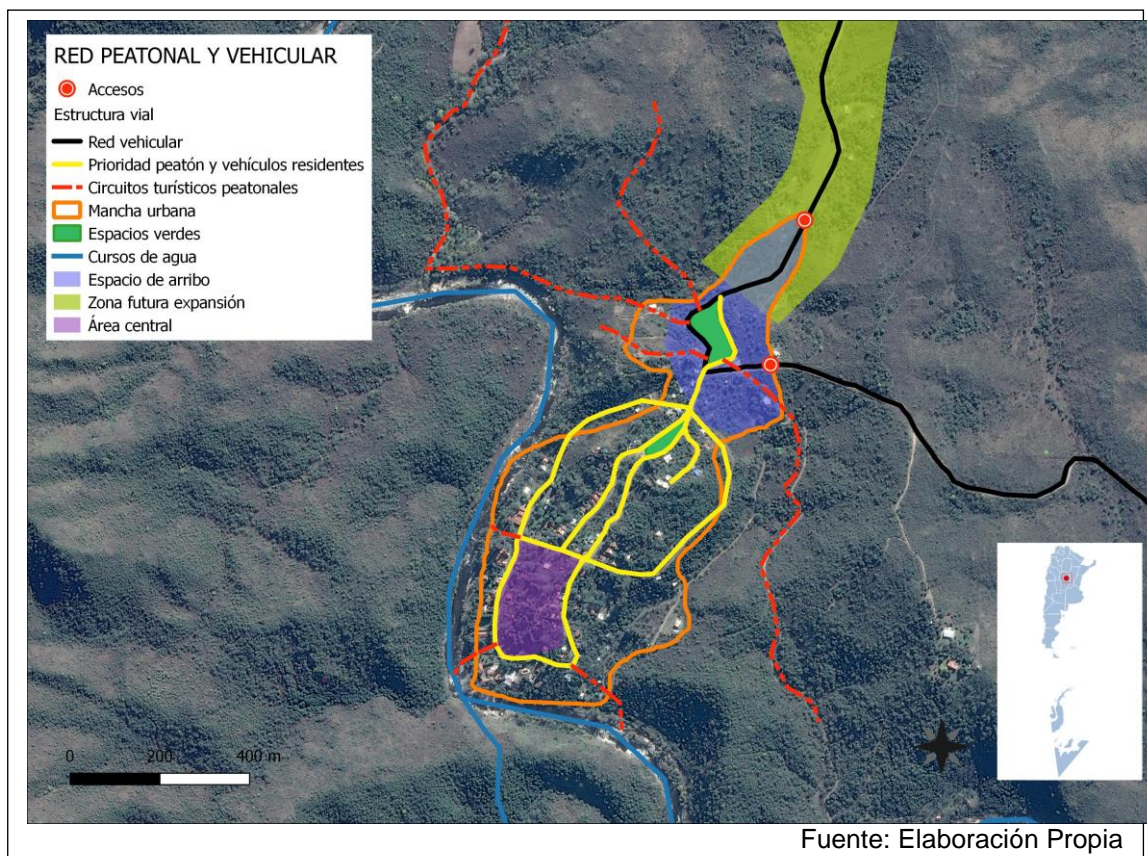 RED PEATONAL Y VEHICULAR
Accesos
Estructura vial
Red vehicular
Prioridad peatón y vehículos residentes
Circuitos turísticos peatonales
Mancha urbana
Espacios verdes
Cursos de agua
Espacio de arribo
Zona futura expansión
Área central
0 200 400 m
Fuente: Elaboración Propia